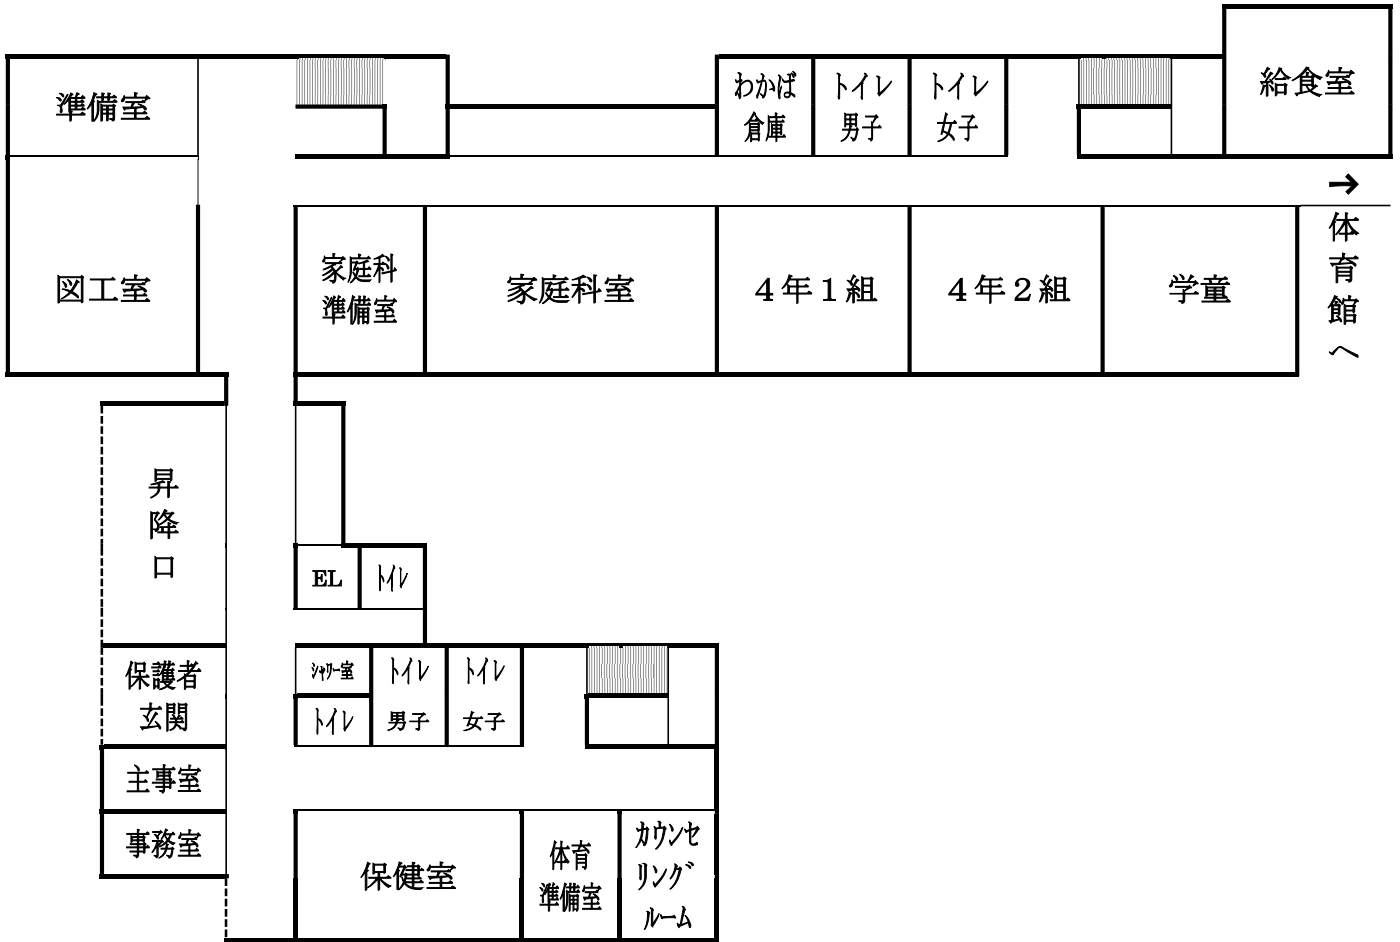 準備室
わかば
倉庫
トイレ
男子
トイレ
女子
給食室
→
体育館へ
図工室
家庭科
準備室
家庭科室
４年１組
４年２組
学童
昇降口
EL
トイレ
保護者
玄関
シャワー室
トイレ
トイレ
男子
トイレ
女子
主事室
事務室
保健室
体育
準備室
カウンセ
リング
ルーム